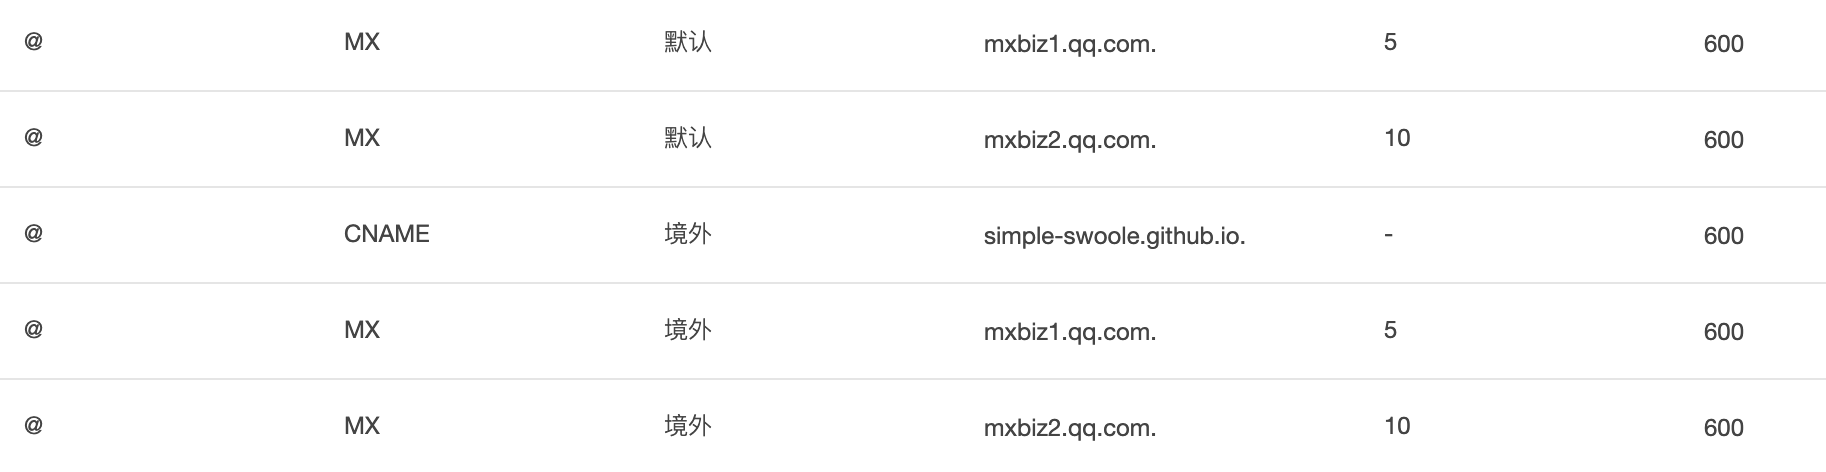 @ MX 默认 mxbiz1.qq.com. 5 600
@ MX 默认 mxbiz2.qq.com. 10 600
@ CNAME 境外 simple-swoole.github.io. - 600
@ MX 境外 mxbiz1.qq.com. 5 600
@ MX 境外 mxbiz2.qq.com. 10 600